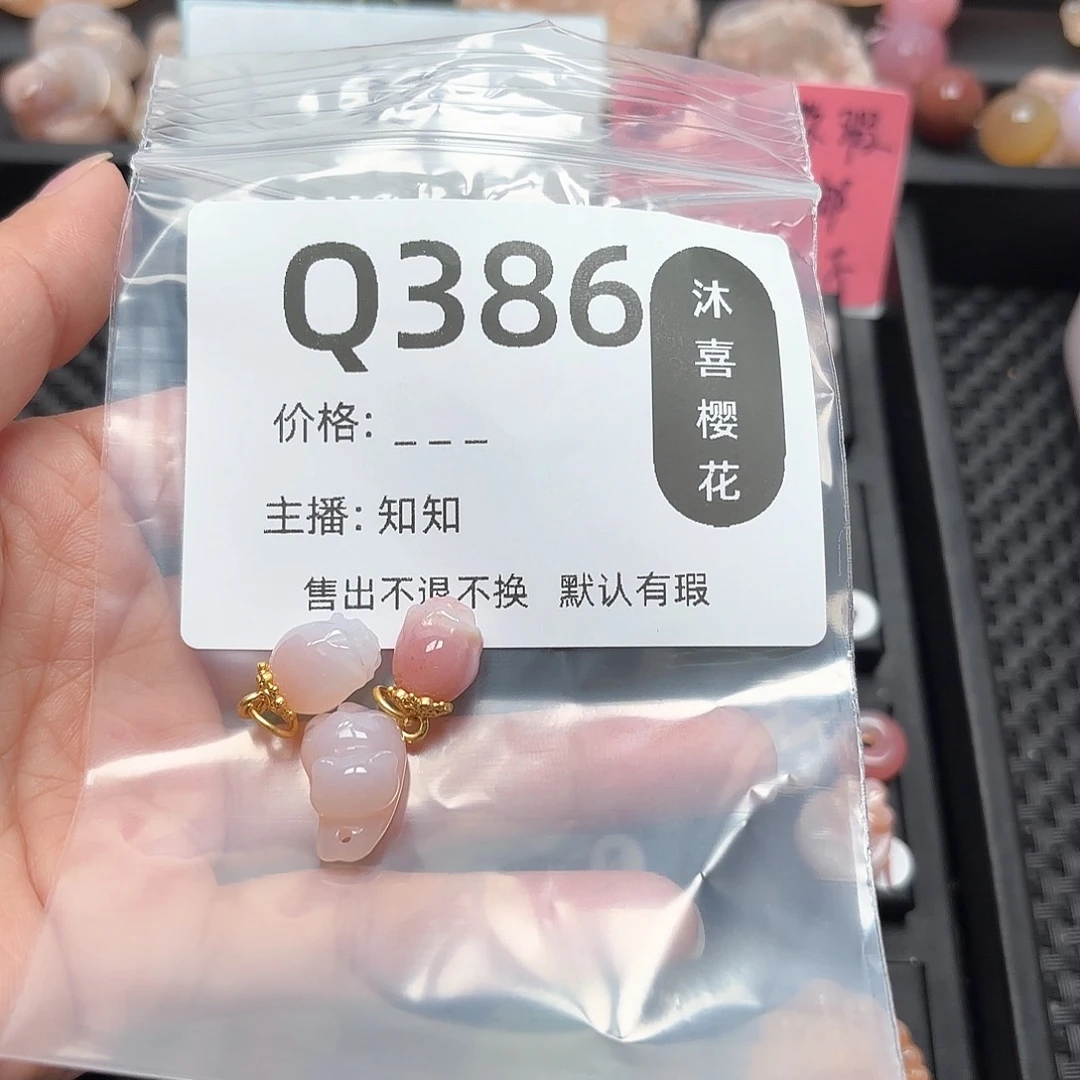 Q386
沐喜樱花
价格: _ _ _
主播: 知知
售出不退不换 默认有瑕
瑕